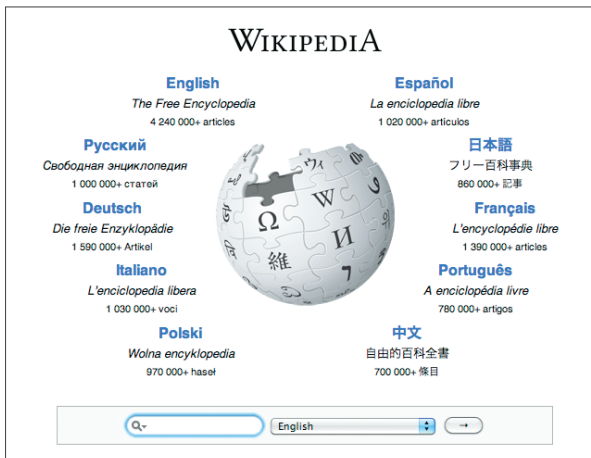 WIKIPEDIA
English
The Free Encyclopedia
4 240 000+ articles
Español
La enciclopedia libre
1 020 000+ artículos
Русский
Свободная энциклопедия
1 000 000+ статей
日本語
フリー百科事典
860 000+ 記事
Deutsch
Die freie Enzyklopädie
1 590 000+ Artikel
Français
L'encyclopédie libre
1 390 000+ articles
Italiano
L'enciclopedia libera
1 030 000+ voci
Português
A enciclopédia livre
780 000+ artigos
Polski
Wolna encyklopedia
970 000+ haseł
中文
自由的百科全書
700 000+ 條目
Ω
W
И
維
ウィ
7
English
→